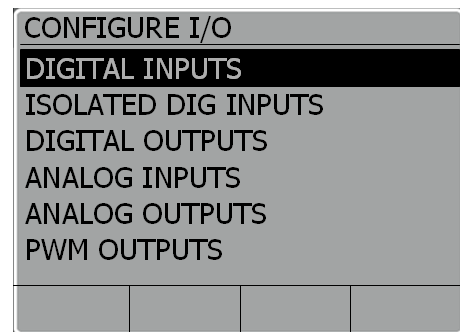 CONFIGURE I/O
DIGITAL INPUTS
ISOLATED DIG INPUTS
DIGITAL OUTPUTS
ANALOG INPUTS
ANALOG OUTPUTS
PWM OUTPUTS